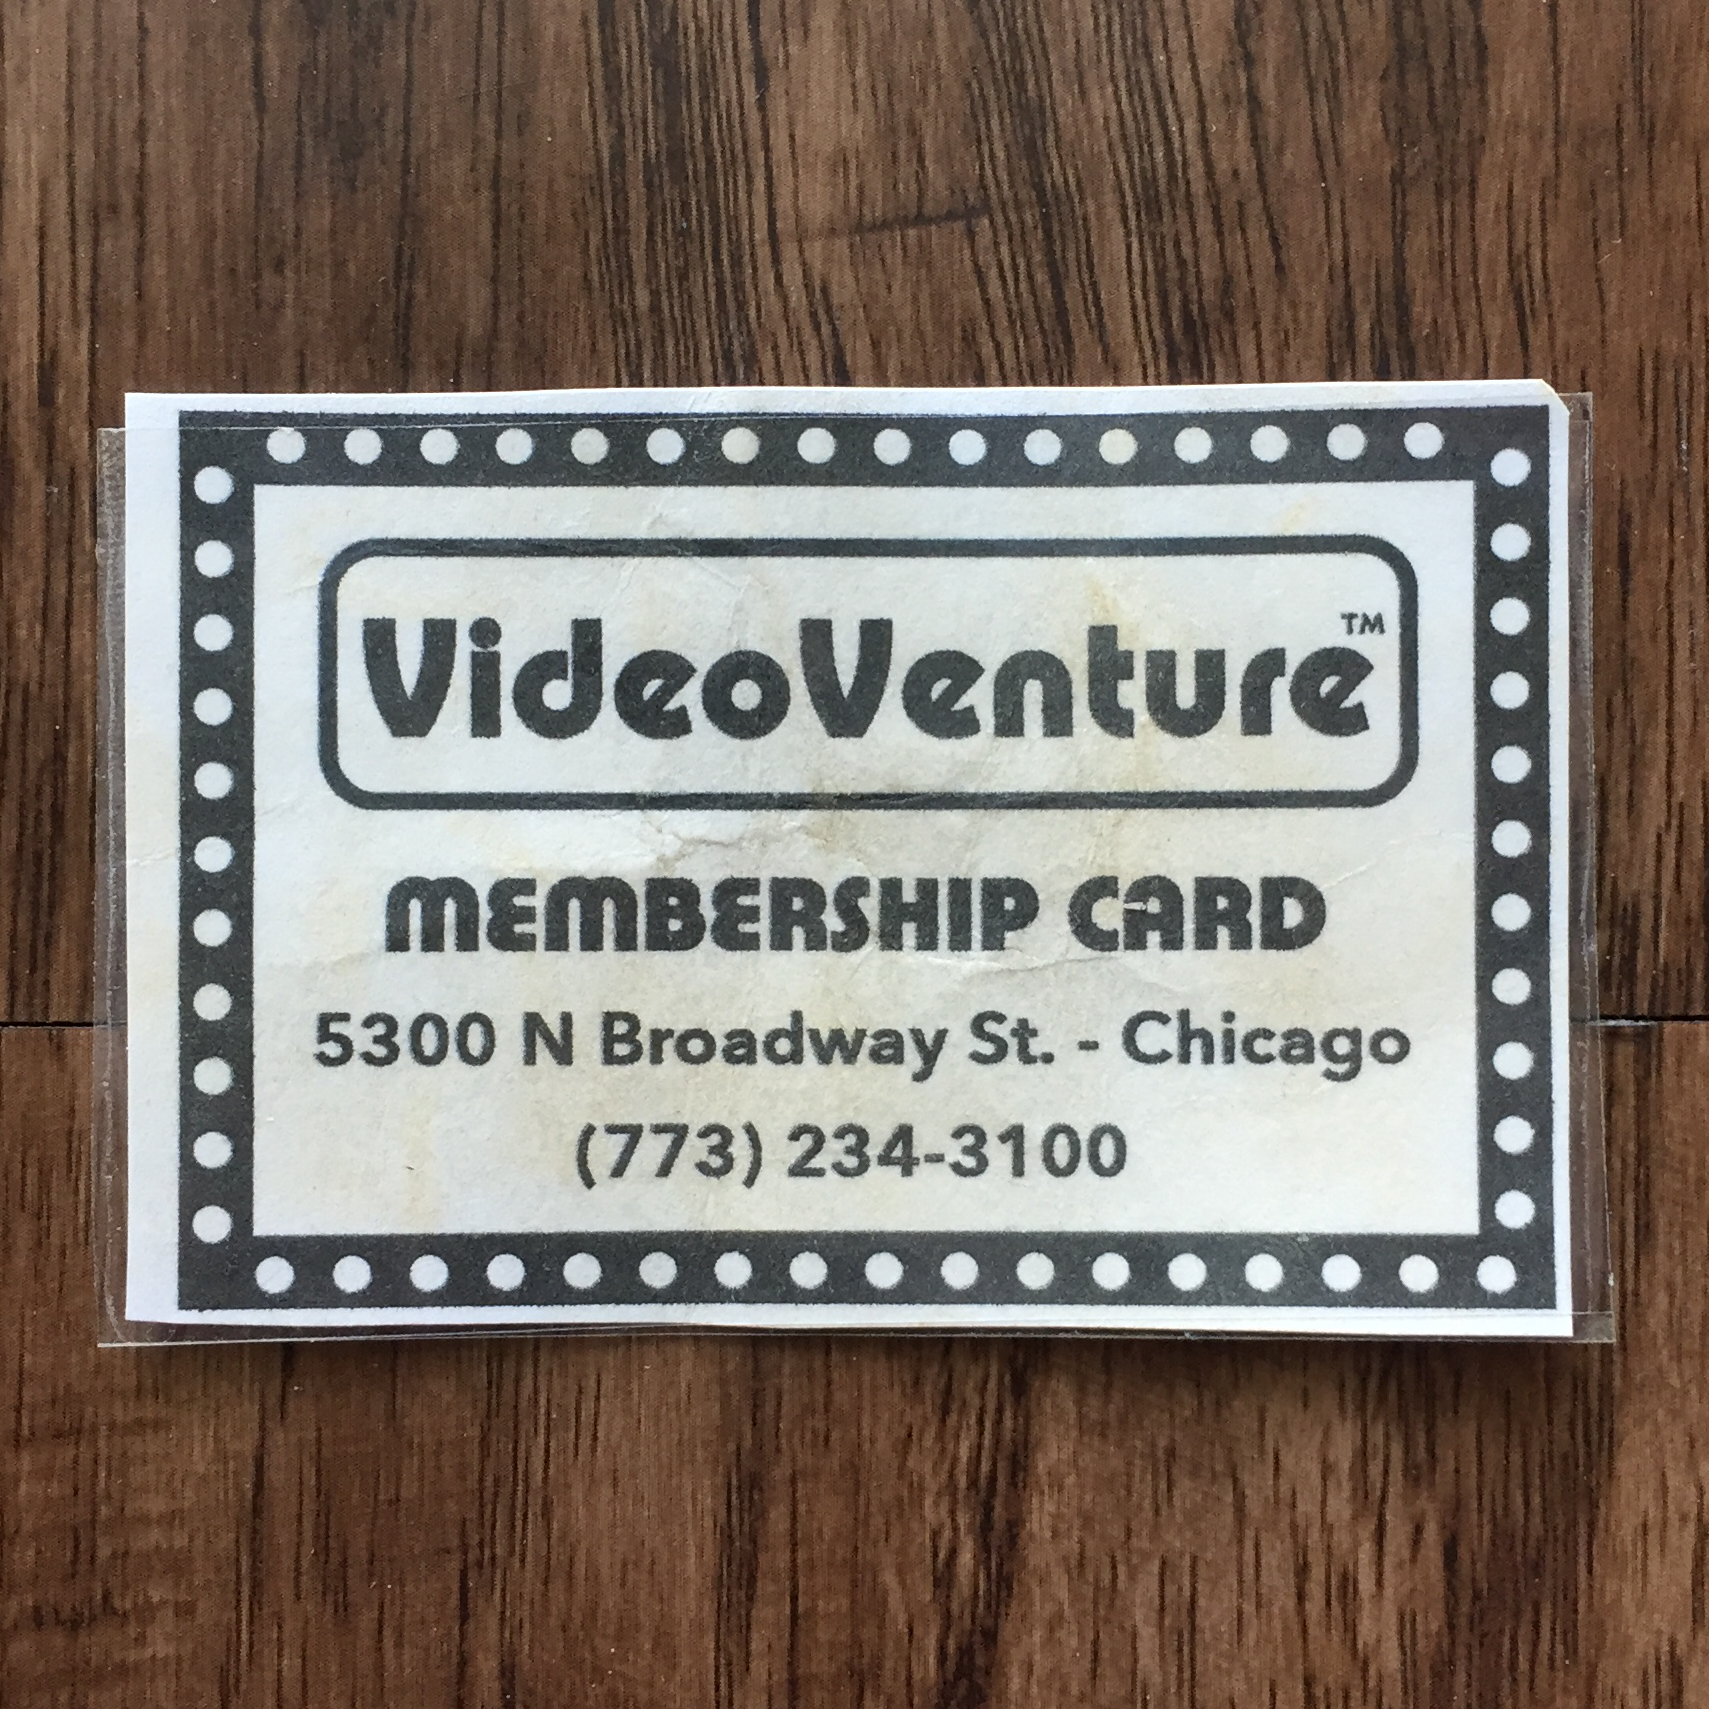 VideoVenture™
MEMBERSHIP CARD
5300 N Broadway St. - Chicago
(773) 234-3100